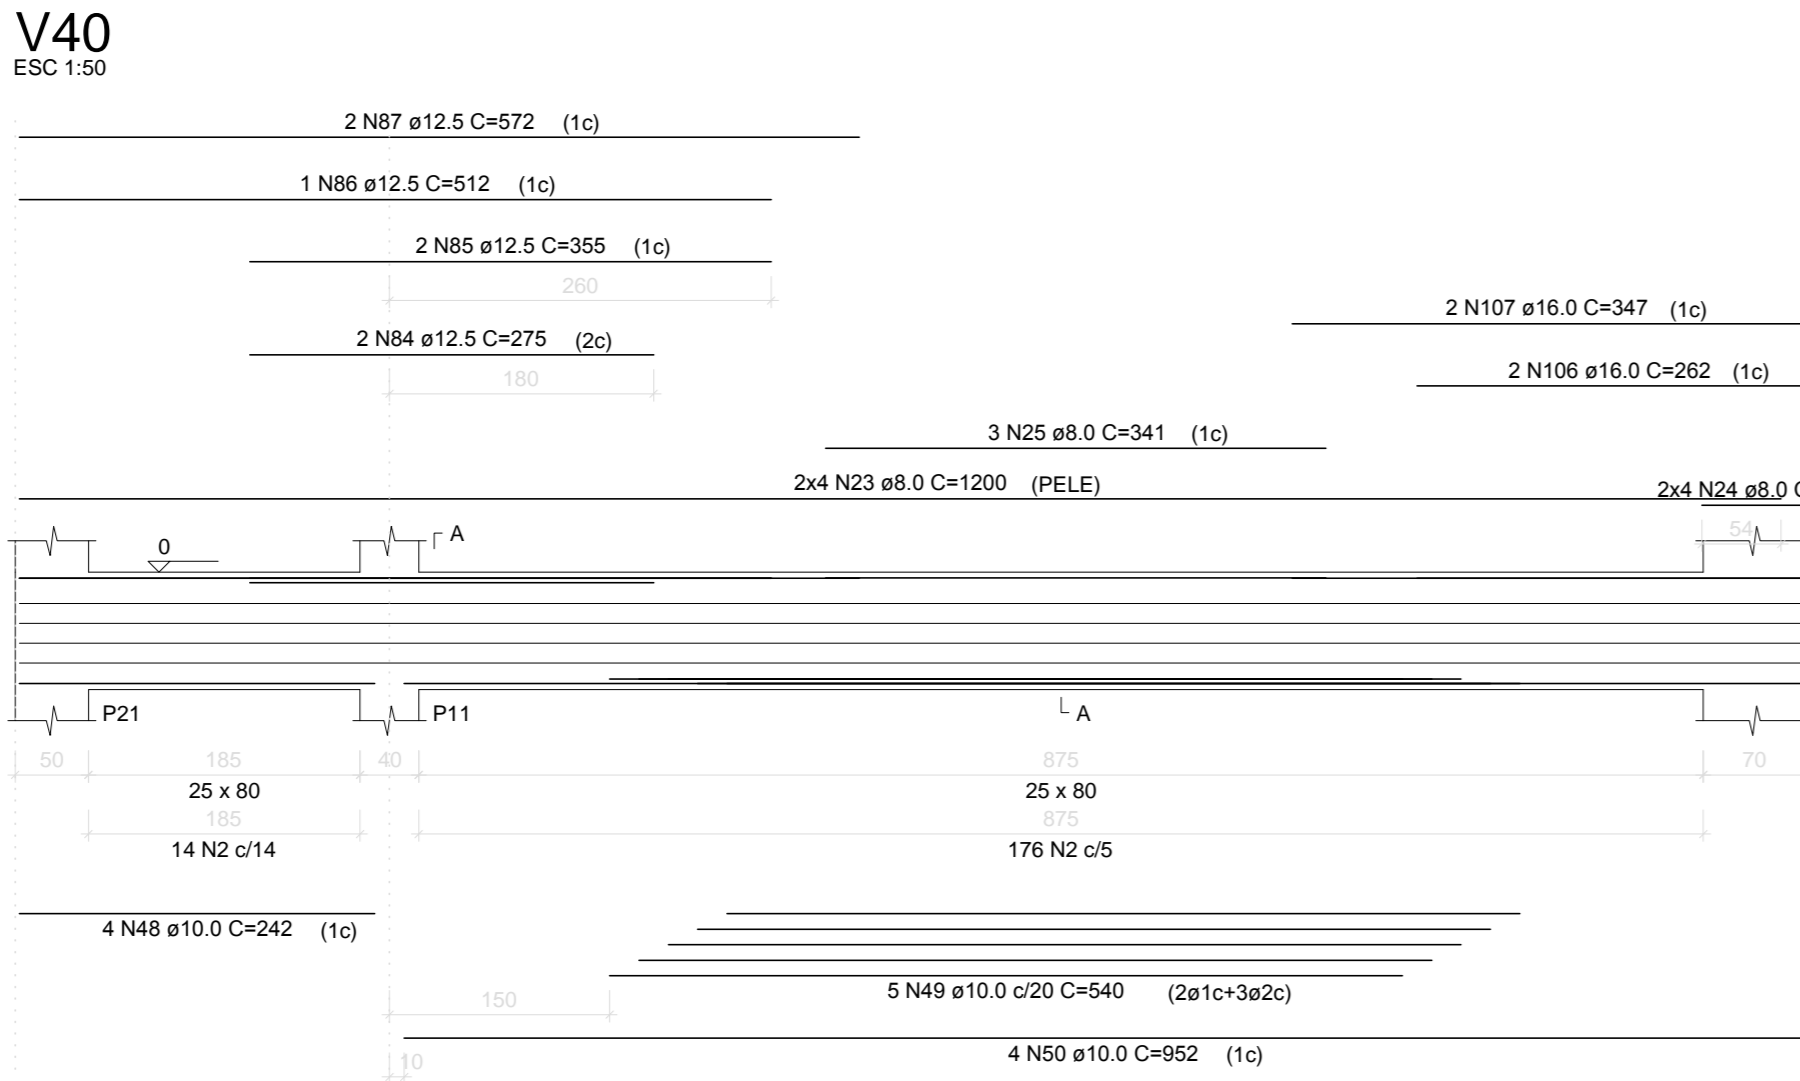 V40
ESC 1:50
2 N87 ø12.5 C=572 (1c)
1 N86 ø12.5 C=512 (1c)
2 N85 ø12.5 C=355 (1c)
260
2 N107 ø16.0 C=347 (1c)
2 N84 ø12.5 C=275 (2c)
180
2 N106 ø16.0 C=262 (1c)
3 N25 ø8.0 C=341 (1c)
2x4 N23 ø8.0 C=1200 (PELE)
2x4 N24 ø8.0 C
54
A
0
P21
P11
A
50 185 40 875 70
25 x 80 25 x 80
185 875
14 N2 c/14 176 N2 c/5
4 N48 ø10.0 C=242 (1c)
5 N49 ø10.0 c/20 C=540 (2ø1c+3ø2c)
150
4 N50 ø10.0 C=952 (1c)
10